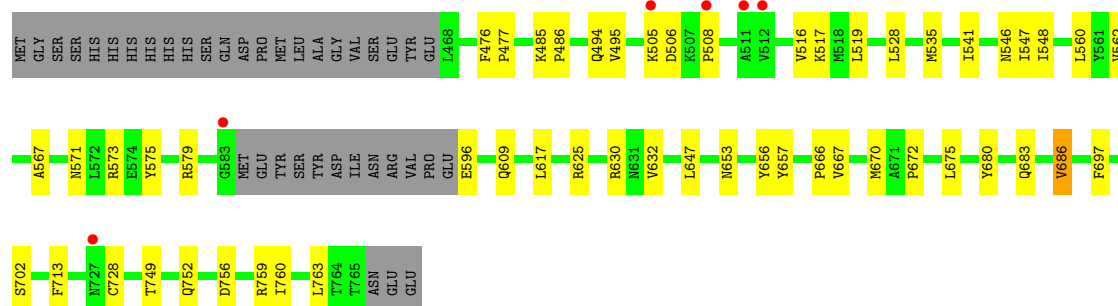 MET GLY SER SER HIS HIS HIS HIS HIS HIS SER GLN ASP PRO MET LEU ALA GLY VAL SER GLU TYR GLU L468 F476 P477 K485 P486 Q494 V495 K505 D506 K507 P508 A511 V512 V516 K517 M518 L519 L528 M535 I541 N546 I547 I548 L560 Y561 V562
A567 N571 L572 R573 E574 Y575 R579 G583 MET GLU TYR SER TYR ASP ILE ASN ARG VAL PRO GLU E596 Q609 L617 R625 R630 N631 V632 L647 N653 Y656 Y657 P666 V667 M670 A671 P672 L675 Y680 Q683 V686 F697
S702 F713 N727 C728 T749 Q752 D756 R759 I760 L763 T764 T765 ASN GLU GLU